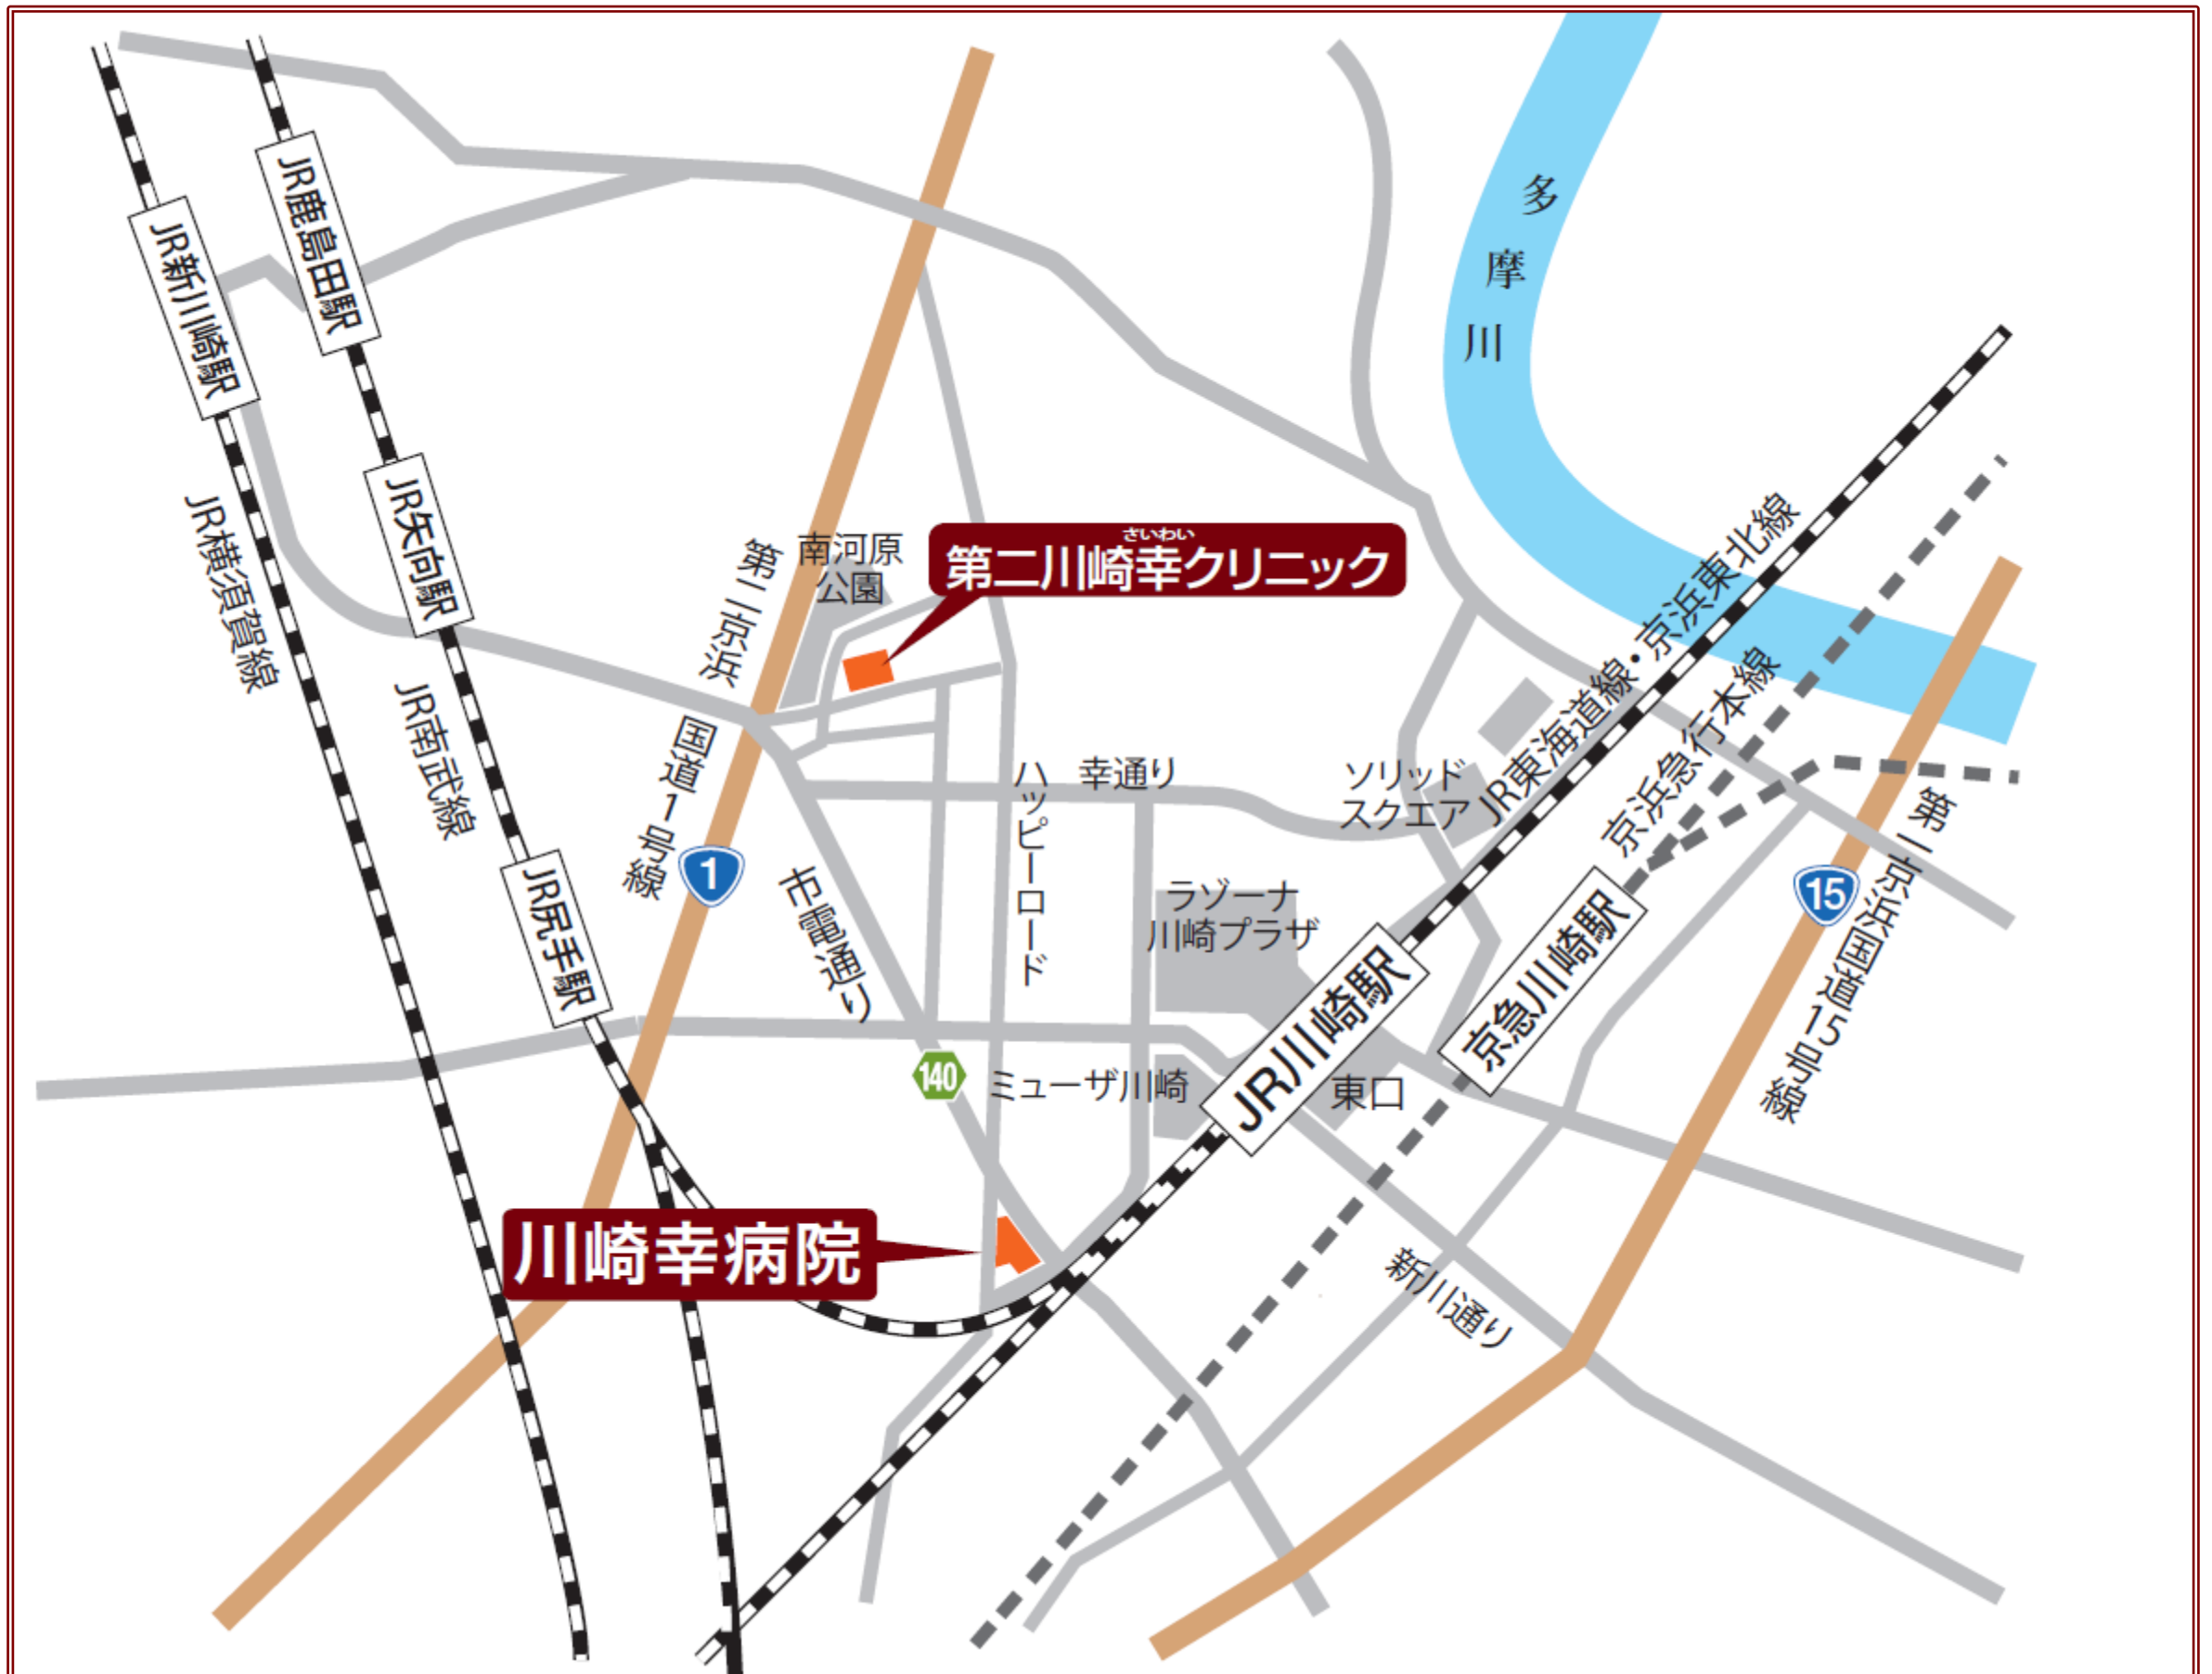 JR鹿島田駅
JR新川崎駅
多摩川
JR矢向駅
JR横須賀線
JR南武線
第二京浜
国道1号線
1
南河原
公園
さいわい
第二川崎幸クリニック
JR東海道線・京浜東北線
京浜急行本線
幸通り
ハッピーロード
ソリッド
スクエア
JR尻手駅
市電通り
ラゾーナ
川崎プラザ
JR川崎駅
京急川崎駅
15
第一京浜国道15号線
140
ミューザ川崎
東口
川崎幸病院
新川通り